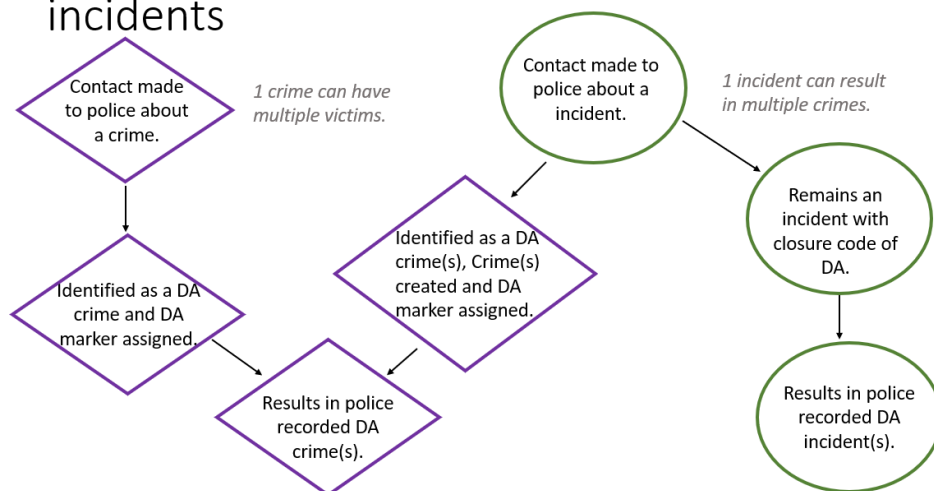 incidents
Contact made
to police about
a crime.
1 crime can have
multiple victims.
Contact made to
police about a
incident.
1 incident can result
in multiple crimes.
Identified as a DA
crime and DA
marker assigned.
Identified as a DA
crime(s), Crime(s)
created and DA
marker assigned.
Remains an
incident with
closure code of
DA.
Results in police
recorded DA
crime(s).
Results in police
recorded DA
incident(s).